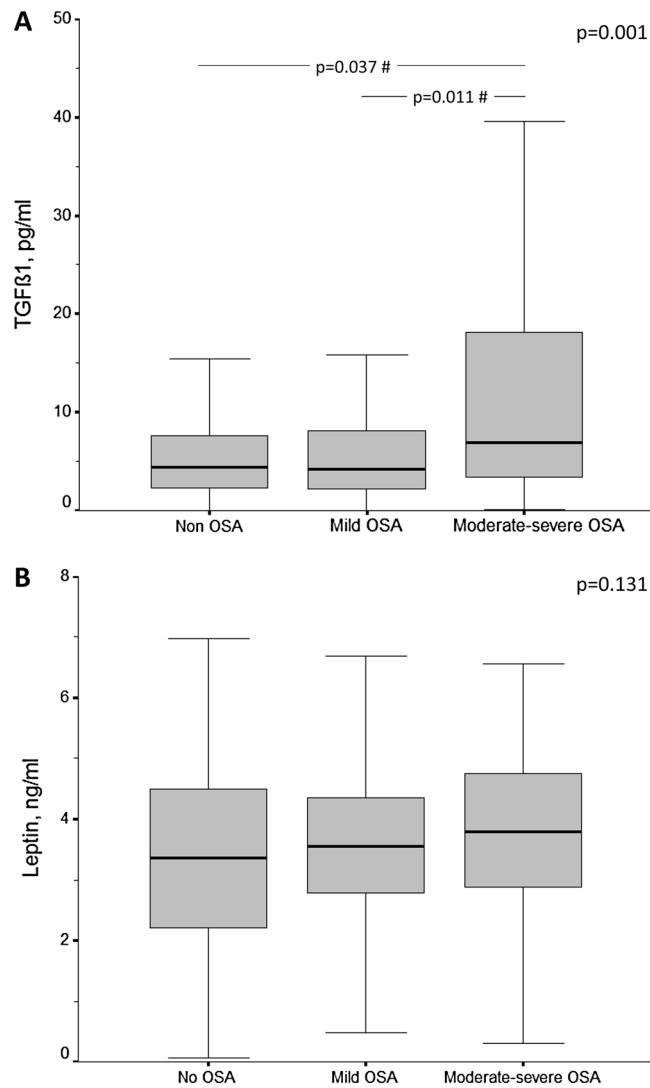 A
p=0.001
p=0.037 #
p=0.011 #
50
40
30
20
10
0
TGFß1, pg/ml
Non OSA
Mild OSA
Moderate-severe OSA
B
p=0.131
8
6
4
2
0
Leptin, ng/ml
No OSA
Mild OSA
Moderate-severe OSA